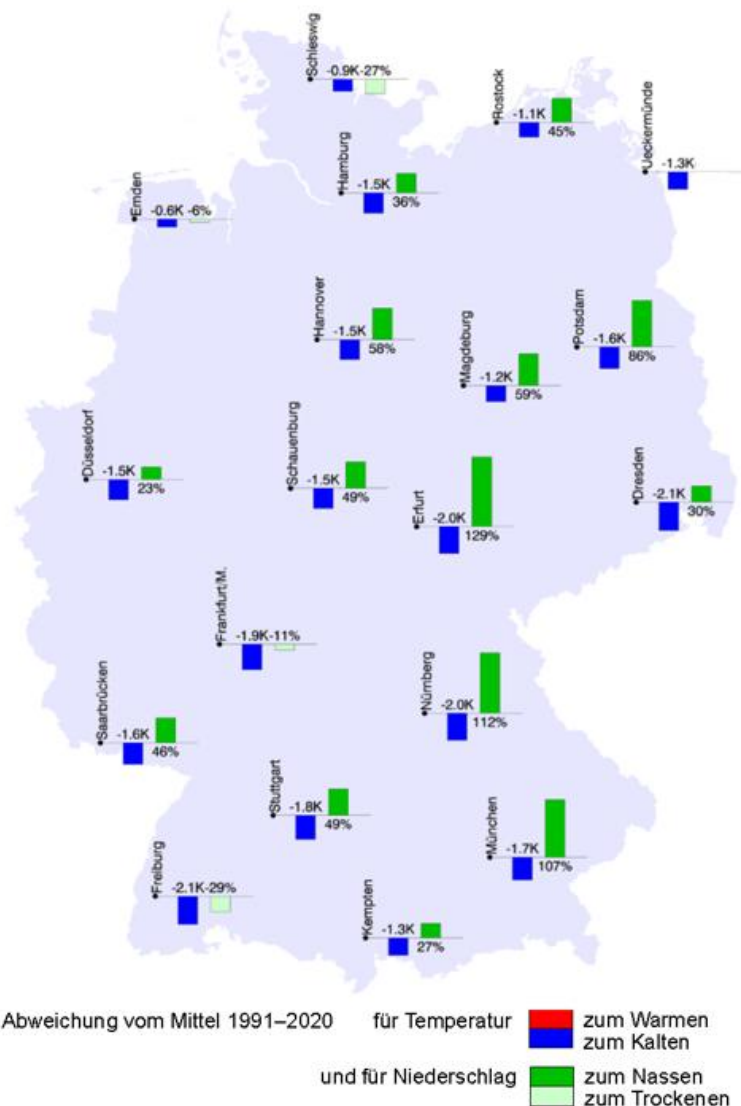 Schleswig
-0.9K -27%
Rostock
-1.1K
45%
Ueckermünde
-1.3K
Hamburg
-1.5K
36%
Emden
-0.6K -6%
Hannover
-1.5K
58%
Magdeburg
-1.2K
59%
Potsdam
-1.6K
86%
Düsseldorf
-1.5K
23%
Schauenburg
-1.5K
49%
Erfurt
-2.0K
129%
Dresden
-2.1K
30%
Frankfurt/M.
-1.9K -11%
Saarbrücken
-1.6K
46%
Nürnberg
-2.0K
112%
Stuttgart
-1.8K
49%
München
-1.7K
107%
Freiburg
-2.1K -29%
Kempten
-1.3K
27%
Abweichung vom Mittel 1991–2020 für Temperatur zum Warmen
zum Kalten
und für Niederschlag zum Nassen
zum Trockenen